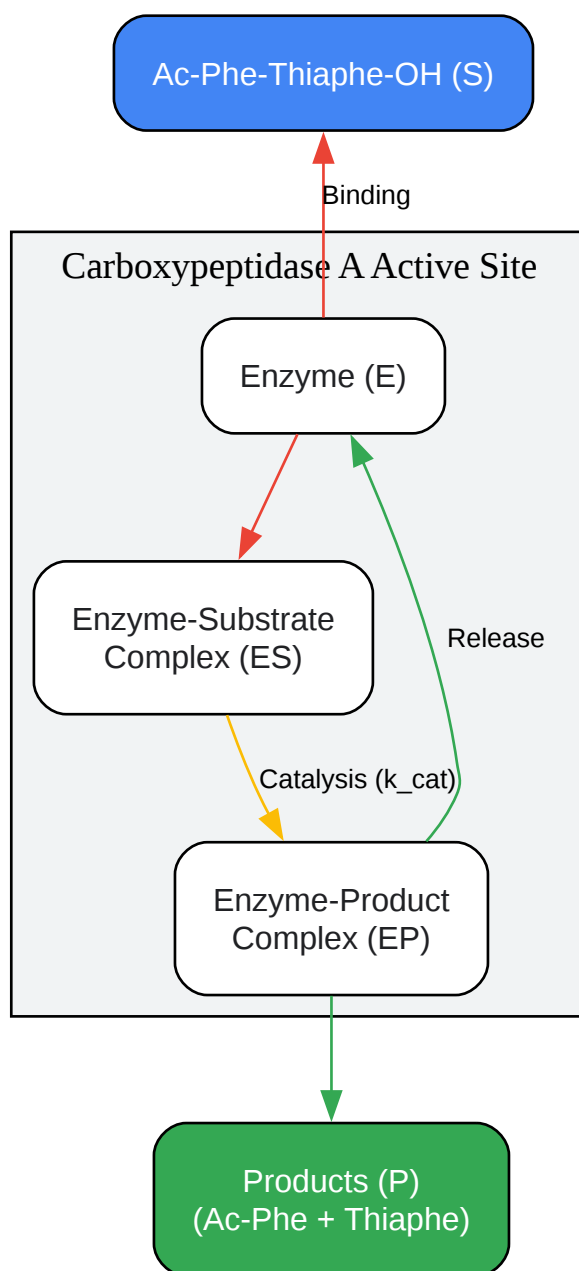 Ac-Phe-Thiaphe-OH (S)
Binding
Carboxypeptidase A Active Site
Enzyme (E)
Enzyme-Substrate
Complex (ES)
Release
Catalysis (k_cat)
Enzyme-Product
Complex (EP)
Products (P)
(Ac-Phe + Thiaphe)